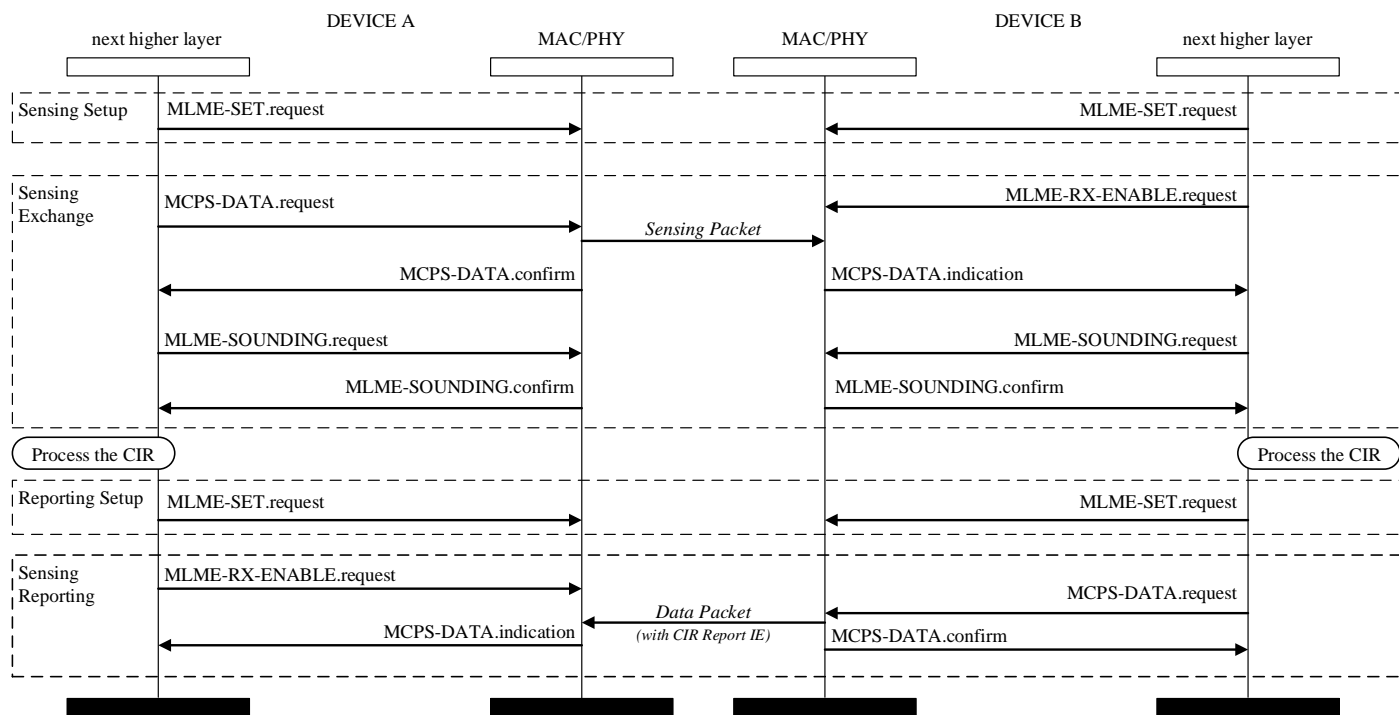 DEVICE A
DEVICE B
next higher layer
MAC/PHY
MAC/PHY
next higher layer
Sensing Setup
MLME-SET.request
MLME-SET.request
Sensing
Exchange
MCPS-DATA.request
MLME-RX-ENABLE.request
Sensing Packet
MCPS-DATA.confirm
MCPS-DATA.indication
MLME-SOUNDING.request
MLME-SOUNDING.request
MLME-SOUNDING.confirm
MLME-SOUNDING.confirm
Process the CIR
Process the CIR
Reporting Setup
MLME-SET.request
MLME-SET.request
Sensing
Reporting
MLME-RX-ENABLE.request
MCPS-DATA.request
Data Packet
(with CIR Report IE)
MCPS-DATA.indication
MCPS-DATA.confirm